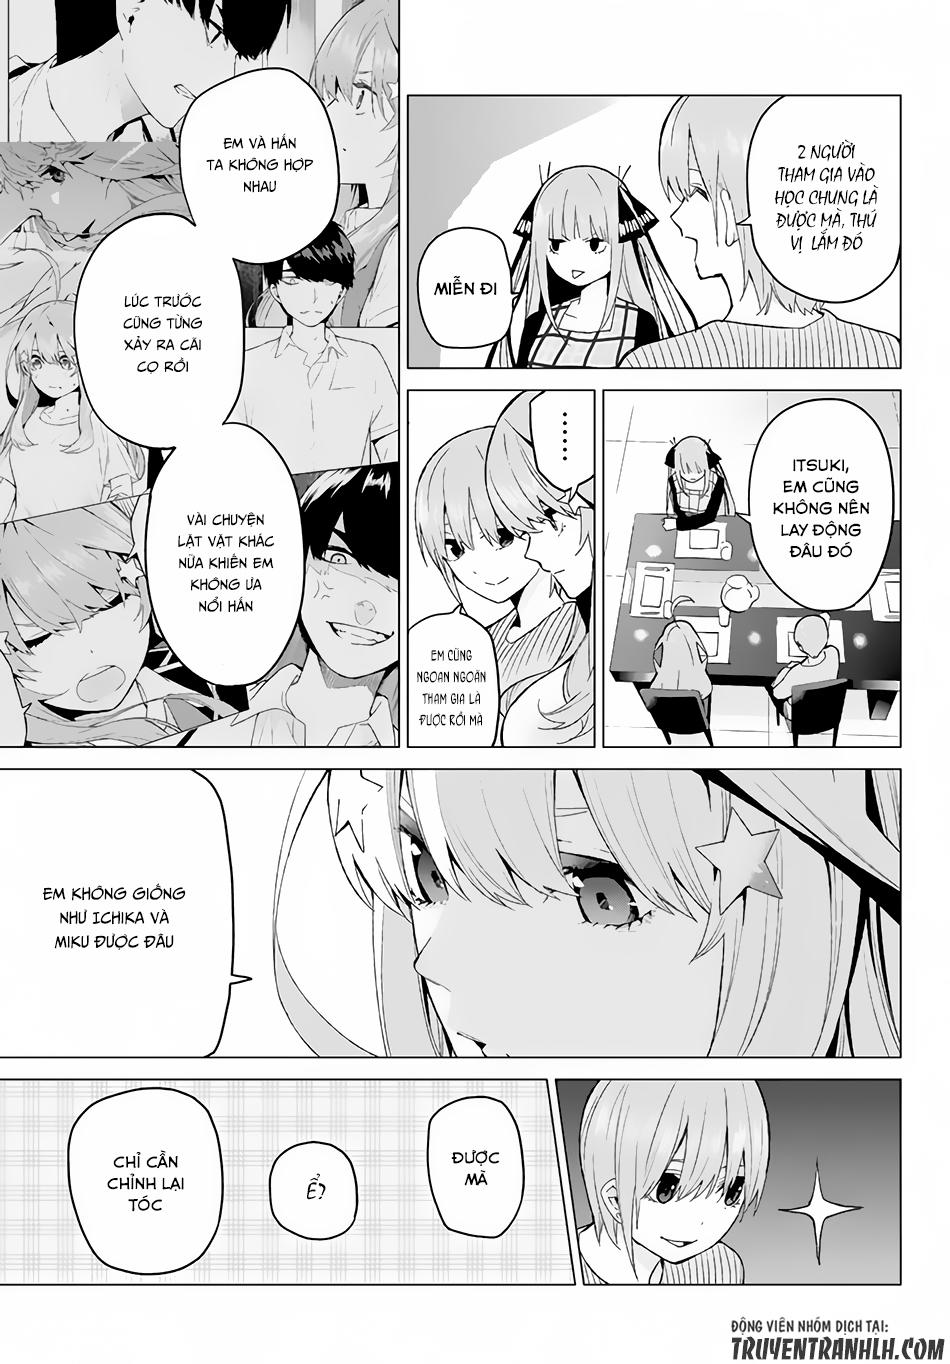 2 NGƯỜI
THAM GIA VÀO
HỌC CHUNG LÀ
ĐƯỢC MÀ, THÚ
VỊ LẮM ĐÓ
MIỄN ĐI
ITSUKI,
EM CŨNG
KHÔNG NÊN
LAY ĐỘNG
ĐÂU ĐÓ
......
EM CŨNG
NGOAN NGOÃN
THAM GIA LÀ
ĐƯỢC RỒI MÀ
EM VÀ HẮN
TA KHÔNG HỢP
NHAU
LÚC TRƯỚC
CŨNG TỪNG
XẢY RA CÃI
CỌ RỒI
VÀI CHUYỆN
LẶT VẶT KHÁC
NỮA KHIẾN EM
KHÔNG ƯA
NỔI HẮN
EM KHÔNG GIỐNG
NHƯ ICHIKA VÀ
MIKU ĐƯỢC ĐÂU
ĐƯỢC
MÀ
Ể?
CHỈ CẦN
CHỈNH LẠI
TÓC
ĐỘNG VIÊN NHÓM DỊCH TẠI:
TRUYENTRANHLH.COM